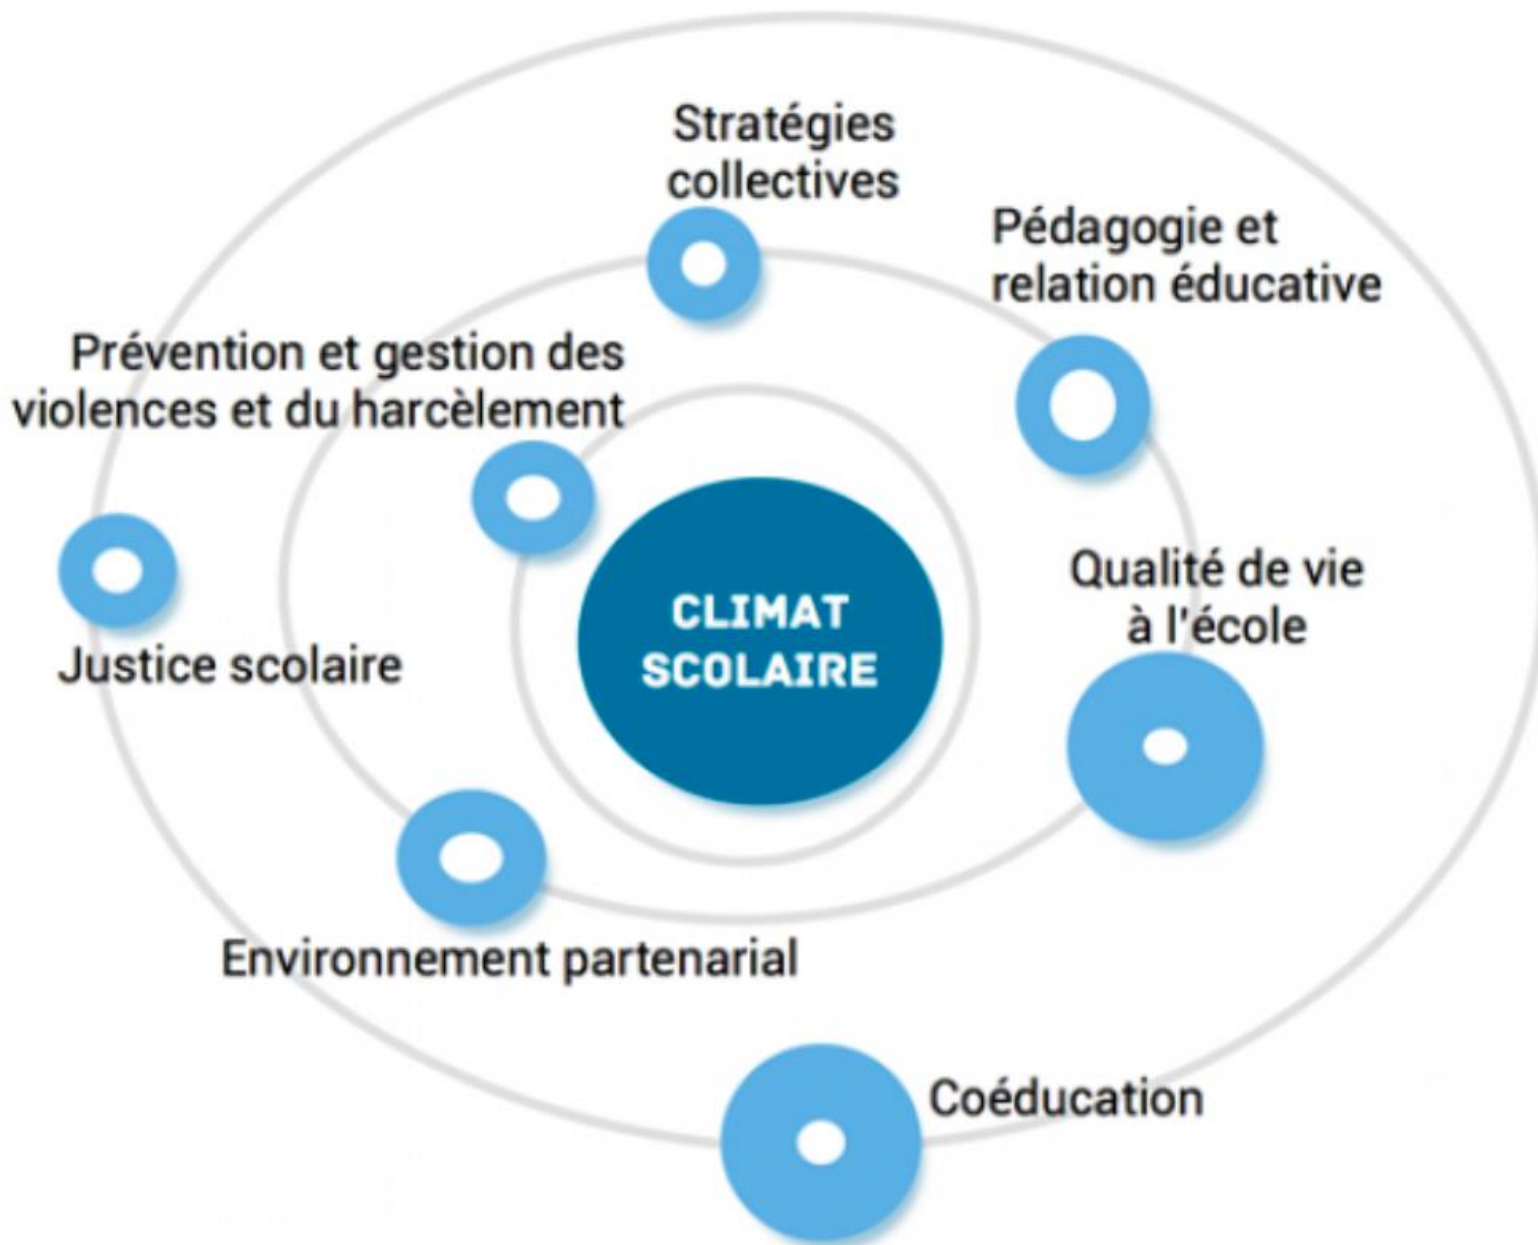 Stratégies
collectives
Pédagogie et
relation éducative
Prévention et gestion des
violences et du harcèlement
CLIMAT
SCOLAIRE
Qualité de vie
à l'école
Justice scolaire
Environnement partenarial
Coéducation